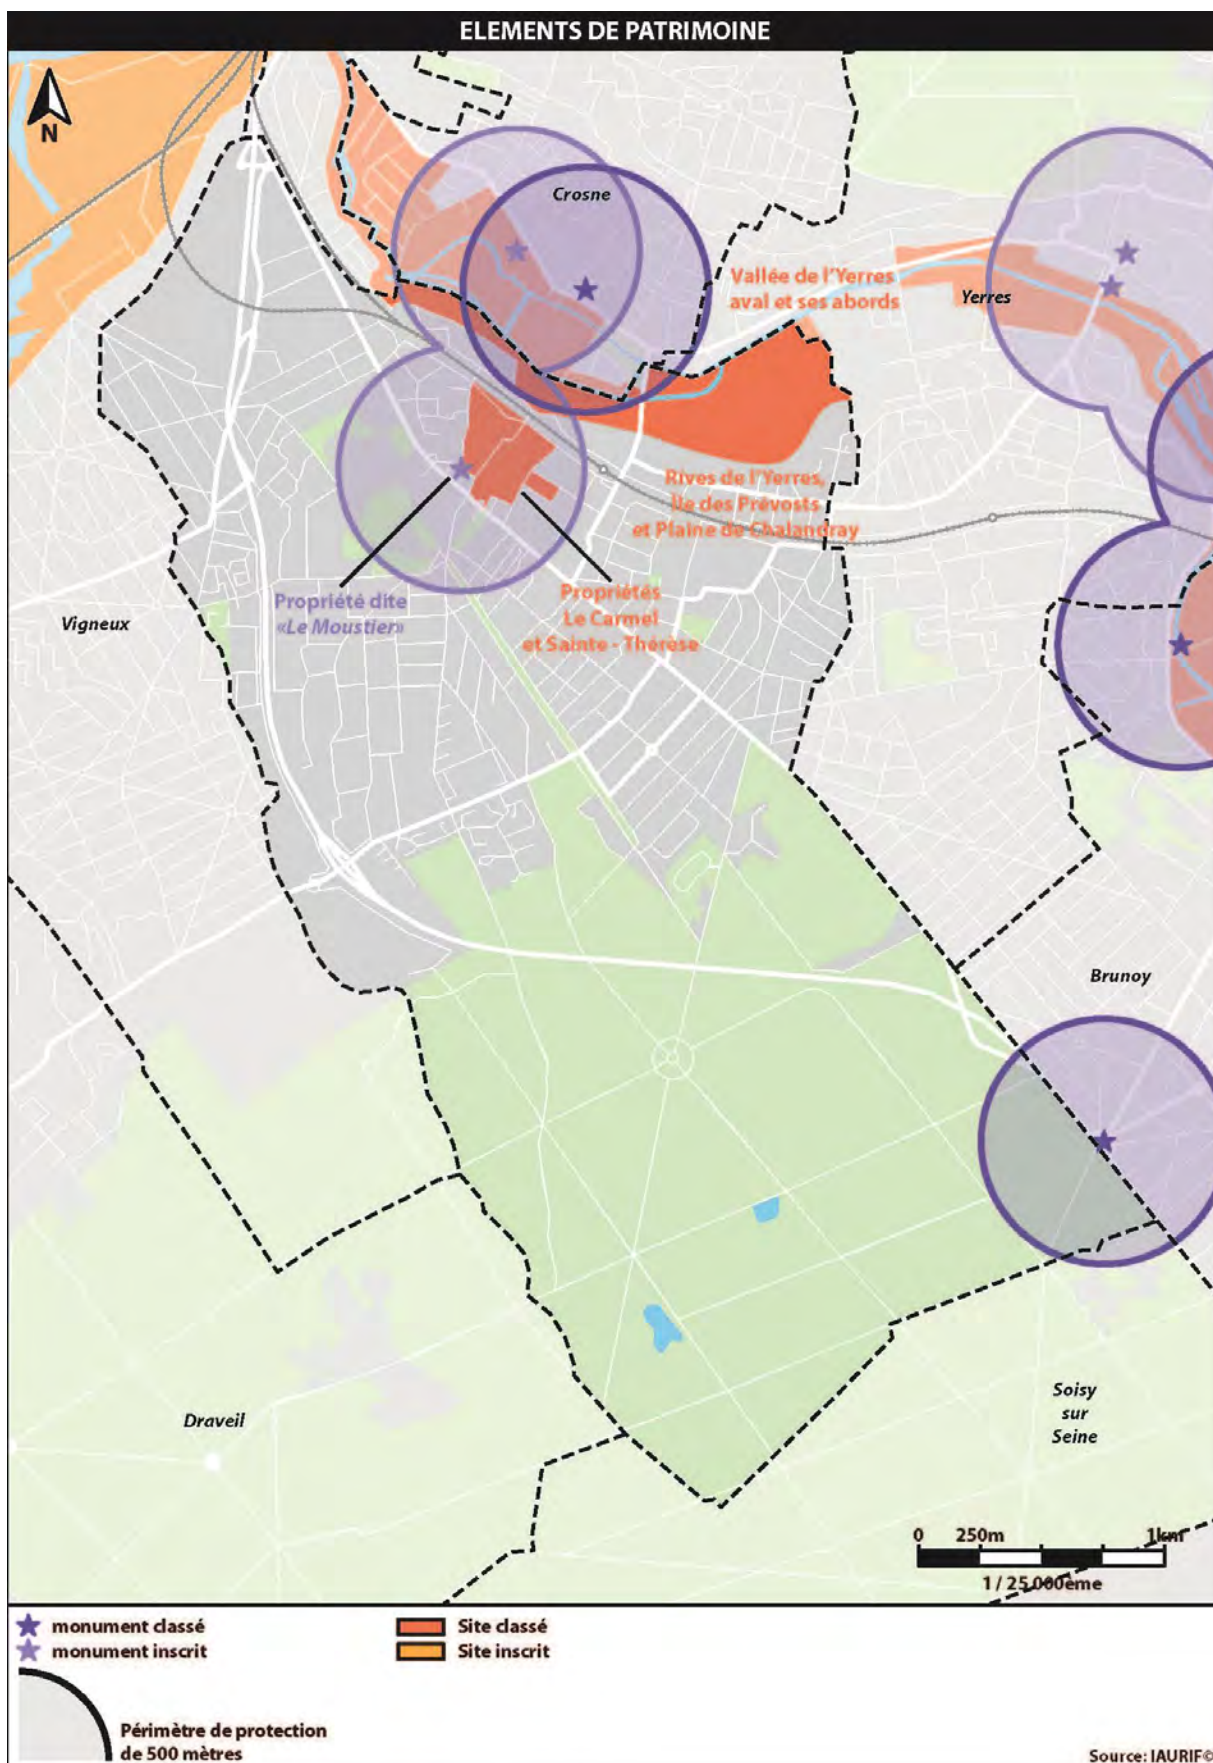 ELEMENTS DE PATRIMOINE
N
Crosne
Vallée de l'Yerres
aval et ses abords
Yerres
Rives de l'Yerres,
Île des Prévosts
et Plaine de Chalandray
Propriété dite
«Le Moustier»
Propriétés
Le Carmel
et Sainte - Thérèse
Vigneux
Brunoy
Draveil
Soisy
sur
Seine
0 250m 1km
1 / 25 000ème
monument classé
monument inscrit
Site classé
Site inscrit
Périmètre de protection
de 500 mètres
Source: IAURIF©